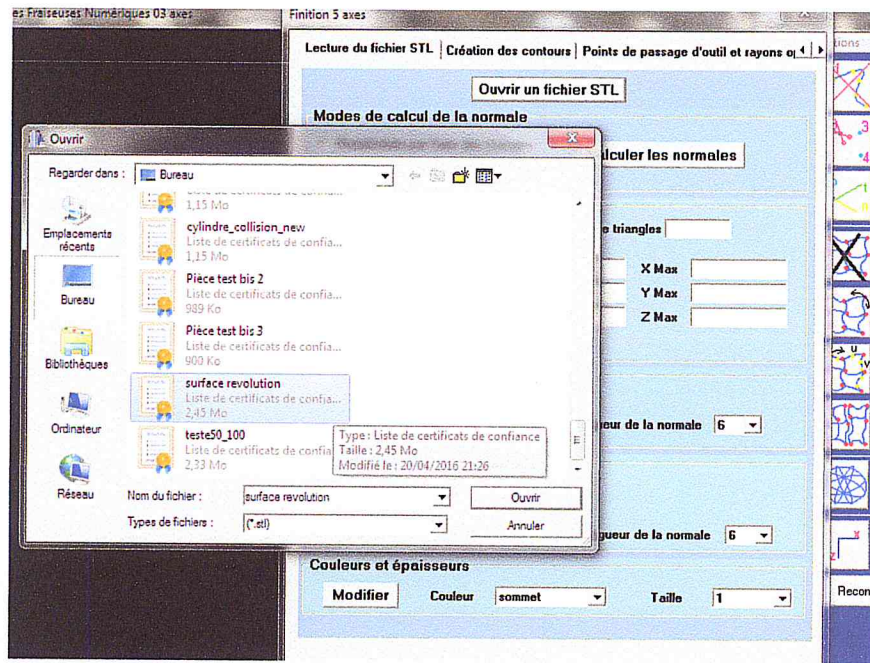 es Fraiseuses Numériques 03 axes
Finition 5 axes
Lecture du fichier STL
Création des contours
Points de passage d'outil et rayons o
Ouvrir un fichier STL
Modes de calcul de la normale
lculer les normales
e triangles
X Max
Y Max
Z Max
ueur de la normale
6
gueur de la normale
6
Couleurs et épaisseurs
Modifier
Couleur
sommet
Taille
1
Ouvrir
Regarder dans :
Bureau
Emplacements
récents
Bureau
Bibliothèques
Ordinateur
Réseau
1,15 Mo
cylindre_collision_new
Liste de certificats de confia...
1,15 Mo
Pièce test bis 2
Liste de certificats de confia...
989 Ko
Pièce test bis 3
Liste de certificats de confia...
900 Ko
surface revolution
Liste de certificats de confia...
2,45 Mo
teste50_100
Liste de certificats de confia
2,33 Mo
Type : Liste de certificats de confiance
Taille : 2,45 Mo
Modifié le : 20/04/2016 21:26
Nom du fichier :
surface revolution
Ouvrir
Types de fichiers :
(*.stl)
Annuler
tions
3
4
t
n
u
v
x
z
Recon